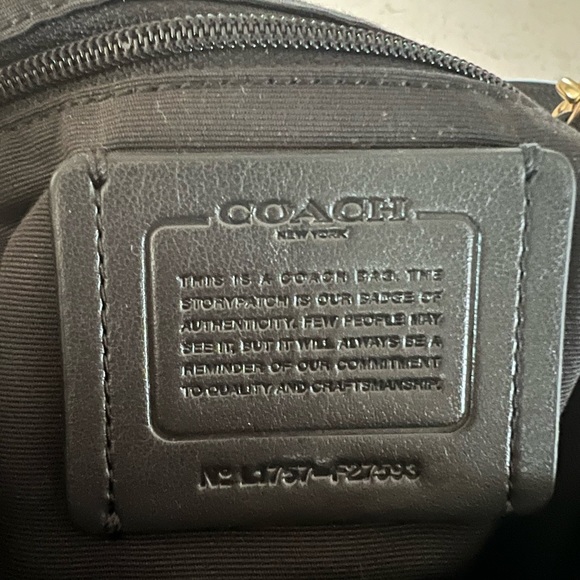 COACH
NEW YORK
THIS IS A COACH BAG. THE
STORYPATCH IS OUR BADGE OF
AUTHENTICITY. FEW PEOPLE MAY
SEE IT, BUT IT WILL ALWAYS BE A
REMINDER OF OUR COMMITMENT
TO QUALITY AND CRAFTSMANSHIP.
Nº L1757-F27593